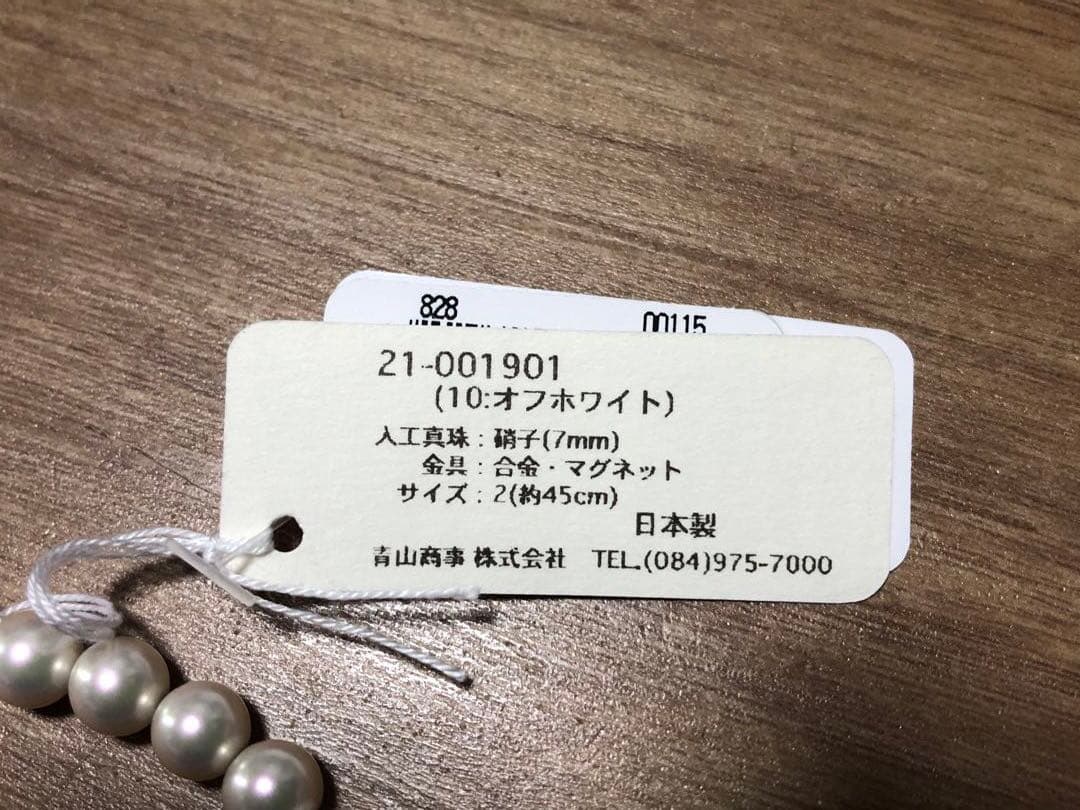 828
00115
21-001901
(10:オフホワイト)
人工真珠：硝子(7mm)
金具：合金・マグネット
サイズ：2(約45cm)
日本製
青山商事 株式会社 TEL.(084)975-7000